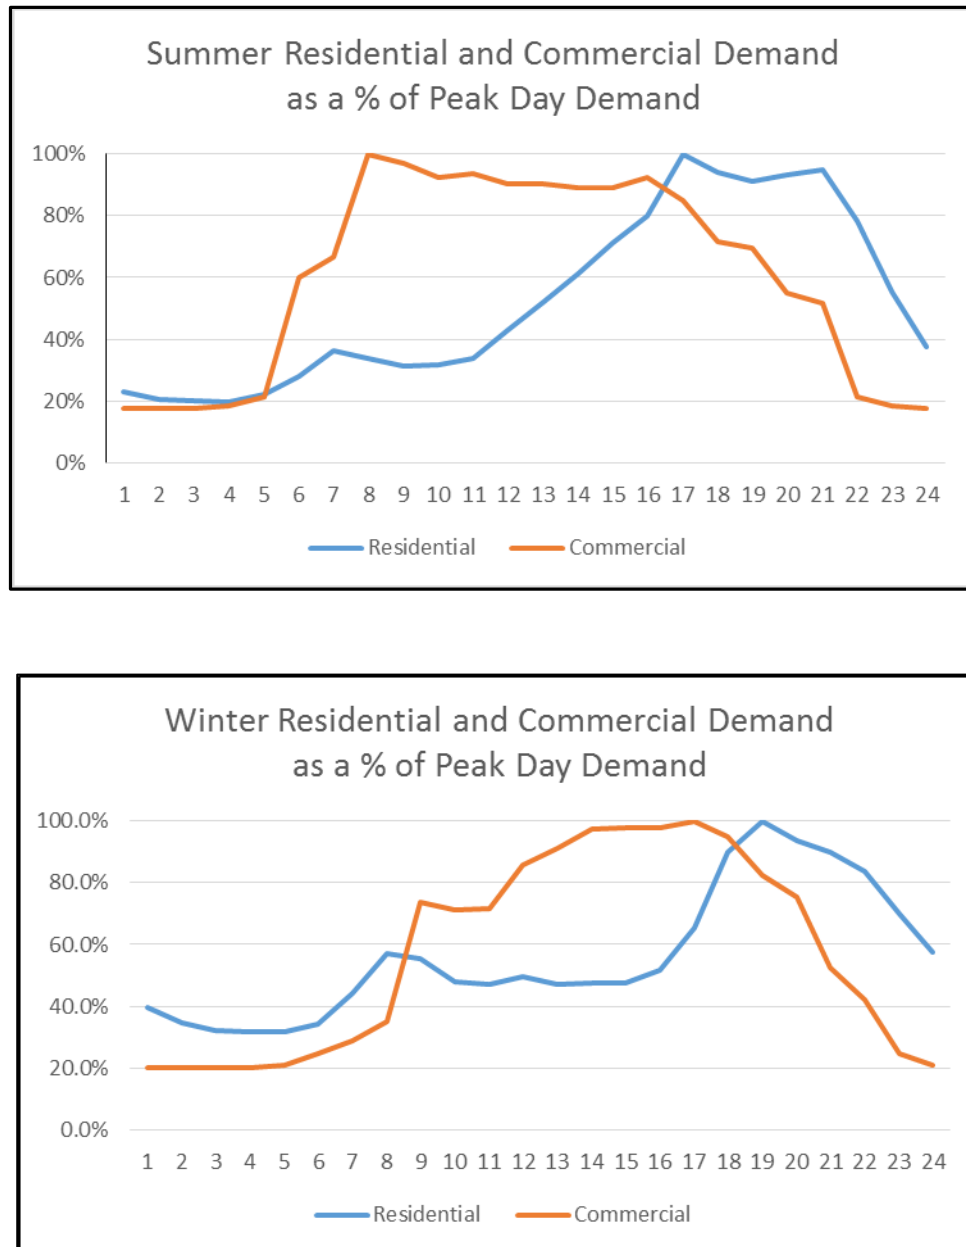 Summer Residential and Commercial Demand
as a % of Peak Day Demand
100%
80%
60%
40%
20%
0%
1 2 3 4 5 6 7 8 9 10 11 12 13 14 15 16 17 18 19 20 21 22 23 24
Residential Commercial
Winter Residential and Commercial Demand
as a % of Peak Day Demand
100.0%
80.0%
60.0%
40.0%
20.0%
0.0%
1 2 3 4 5 6 7 8 9 10 11 12 13 14 15 16 17 18 19 20 21 22 23 24
Residential Commercial